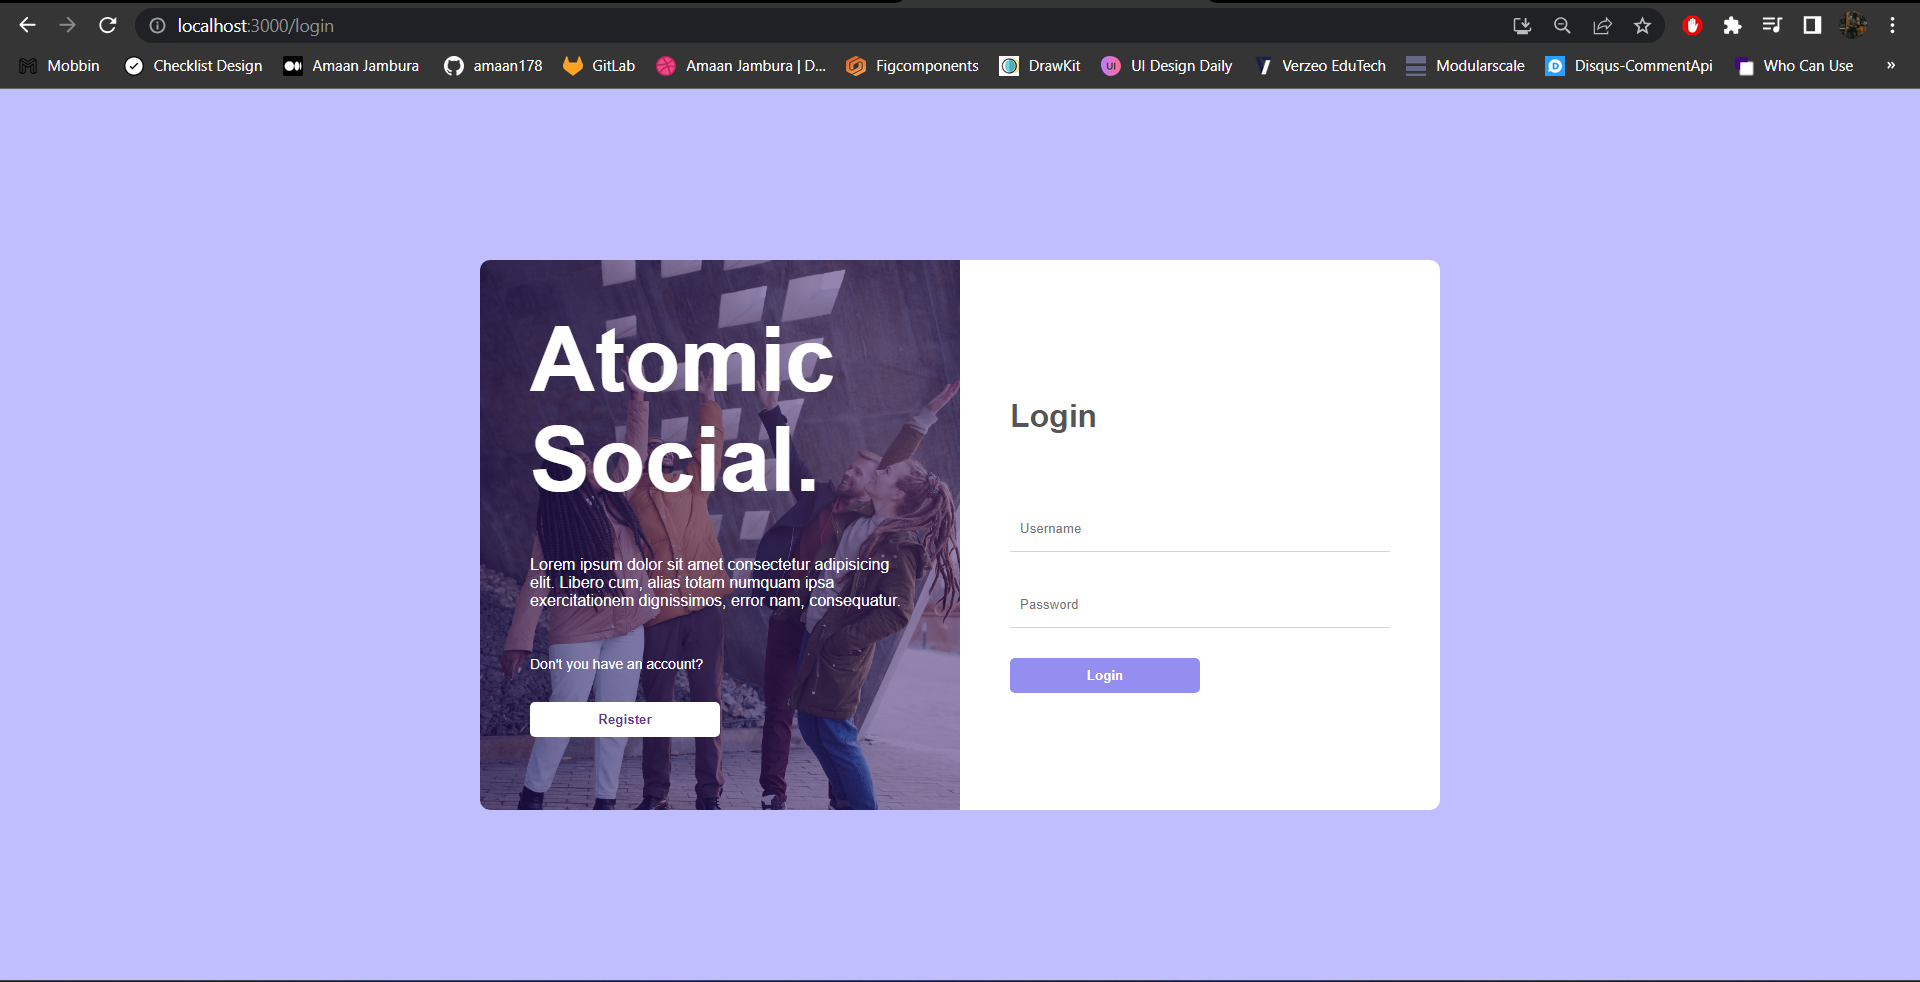 localhost:3000/login
Mobbin Checklist Design Amaan Jambura amaan178 GitLab Amaan Jambura | D... Figcomponents DrawKit UI UI Design Daily Verzeo EduTech Modularscale D Disqus-CommentApi Who Can Use »
Atomic
Social.
Lorem ipsum dolor sit amet consectetur adipisicing
elit. Libero cum, alias totam numquam ipsa
exercitationem dignissimos, error nam, consequatur.
Don't you have an account?
Register
Login
Username
Password
Login